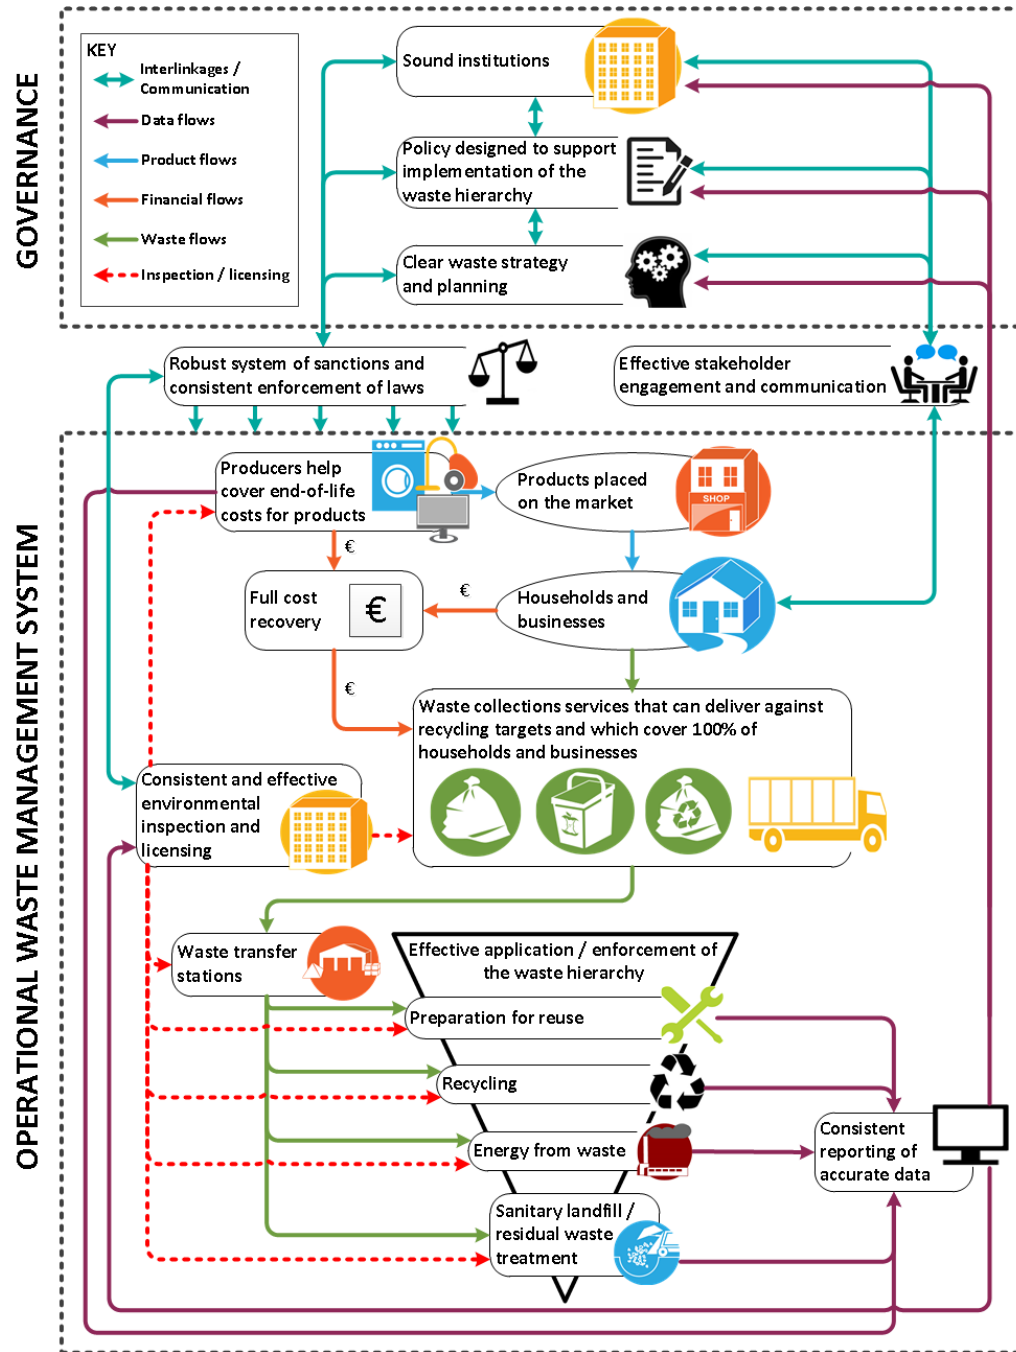 GOVERNANCE
KEY
Interlinkages /
Communication
Data flows
Product flows
Financial flows
Waste flows
Inspection / licensing
Sound institutions
Policy designed to support
implementation of the
waste hierarchy
Clear waste strategy
and planning
Robust system of sanctions and
consistent enforcement of laws
Effective stakeholder
engagement and communication
OPERATIONAL WASTE MANAGEMENT SYSTEM
Producers help
cover end-of-life
costs for products
Products placed
on the market
SHOP
€
Full cost
recovery
€
€
Households and
businesses
€
Waste collections services that can deliver against
recycling targets and which cover 100% of
households and businesses
Consistent and effective
environmental
inspection and
licensing
Waste transfer
stations
Effective application / enforcement of
the waste hierarchy
Preparation for reuse
Recycling
Energy from waste
Sanitary landfill /
residual waste
treatment
Consistent
reporting of
accurate data